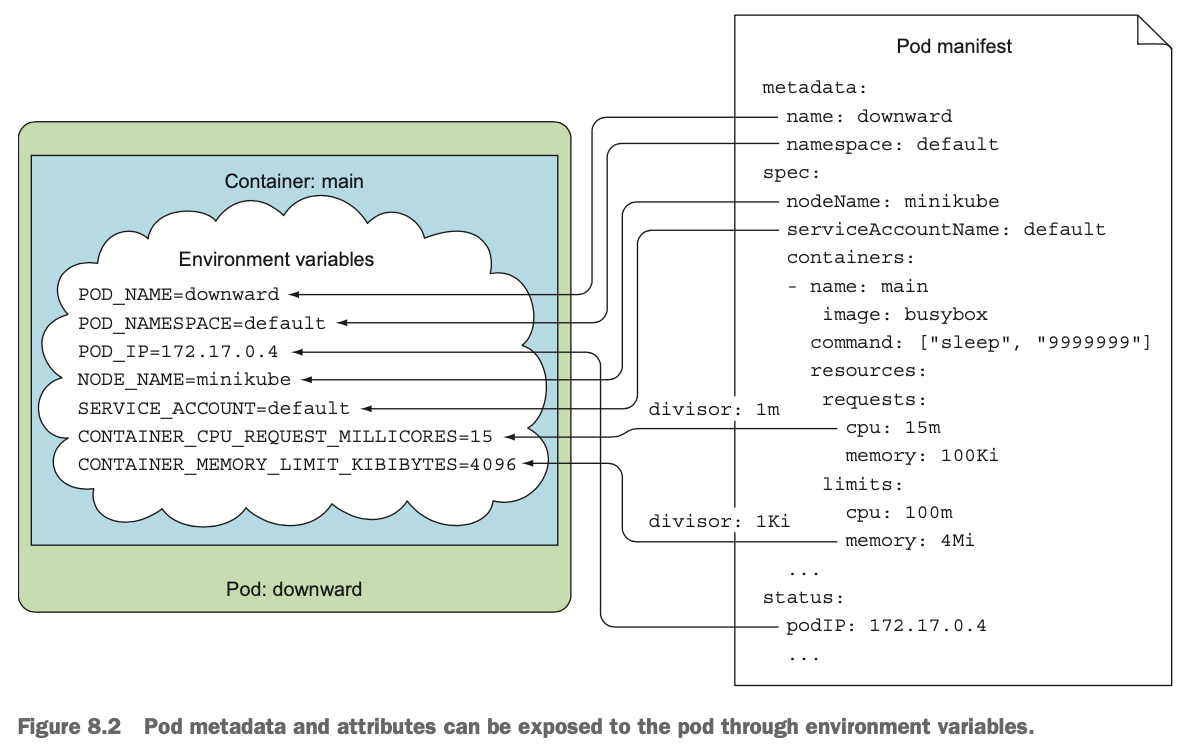 Pod manifest
metadata:
name: downward
namespace: default
spec:
nodeName: minikube
serviceAccountName: default
containers:
- name: main
image: busybox
command: ["sleep", "9999999"]
resources:
requests:
cpu: 15m
memory: 100Ki
limits:
cpu: 100m
memory: 4Mi
...
status:
podIP: 172.17.0.4
...
Container: main
Environment variables
POD_NAME=downward
POD_NAMESPACE=default
POD_IP=172.17.0.4
NODE_NAME=minikube
SERVICE_ACCOUNT=default
CONTAINER_CPU_REQUEST_MILLICORES=15
CONTAINER_MEMORY_LIMIT_KIBIBYTES=4096
divisor: 1m
divisor: 1Ki
Pod: downward
Figure 8.2 Pod metadata and attributes can be exposed to the pod through environment variables.